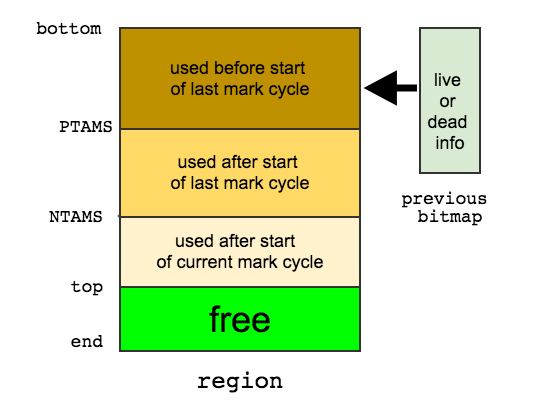 bottom
used before start
of last mark cycle
live
or
dead
info
PTAMS
used after start
of last mark cycle
previous
bitmap
NTAMS
used after start
of current mark cycle
top
free
end
region